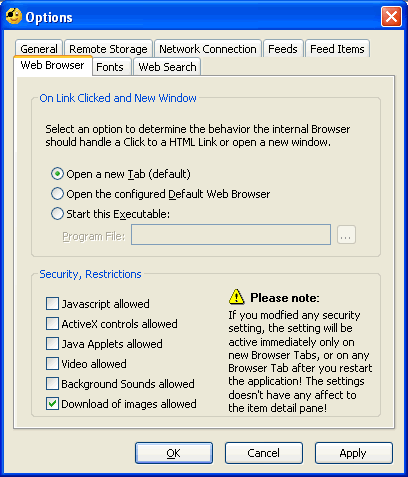 Options
General Remote Storage Network Connection Feeds Feed Items
Web Browser Fonts Web Search
On Link Clicked and New Window
Select an option to determine the behavior the internal Browser
should handle a Click to a HTML Link or open a new window.
Open a new Tab (default)
Open the configured Default Web Browser
Start this Executable:
Program File: ...
Security, Restrictions
Javascript allowed
ActiveX controls allowed
Java Applets allowed
Video allowed
Background Sounds allowed
Download of images allowed
Please note:
If you modfied any security
setting, the setting will be
active immediately only on
new Browser Tabs, or on any
Browser Tab after you restart
the application! The settings
doesn't have any affect to
the item detail pane!
OK Cancel Apply